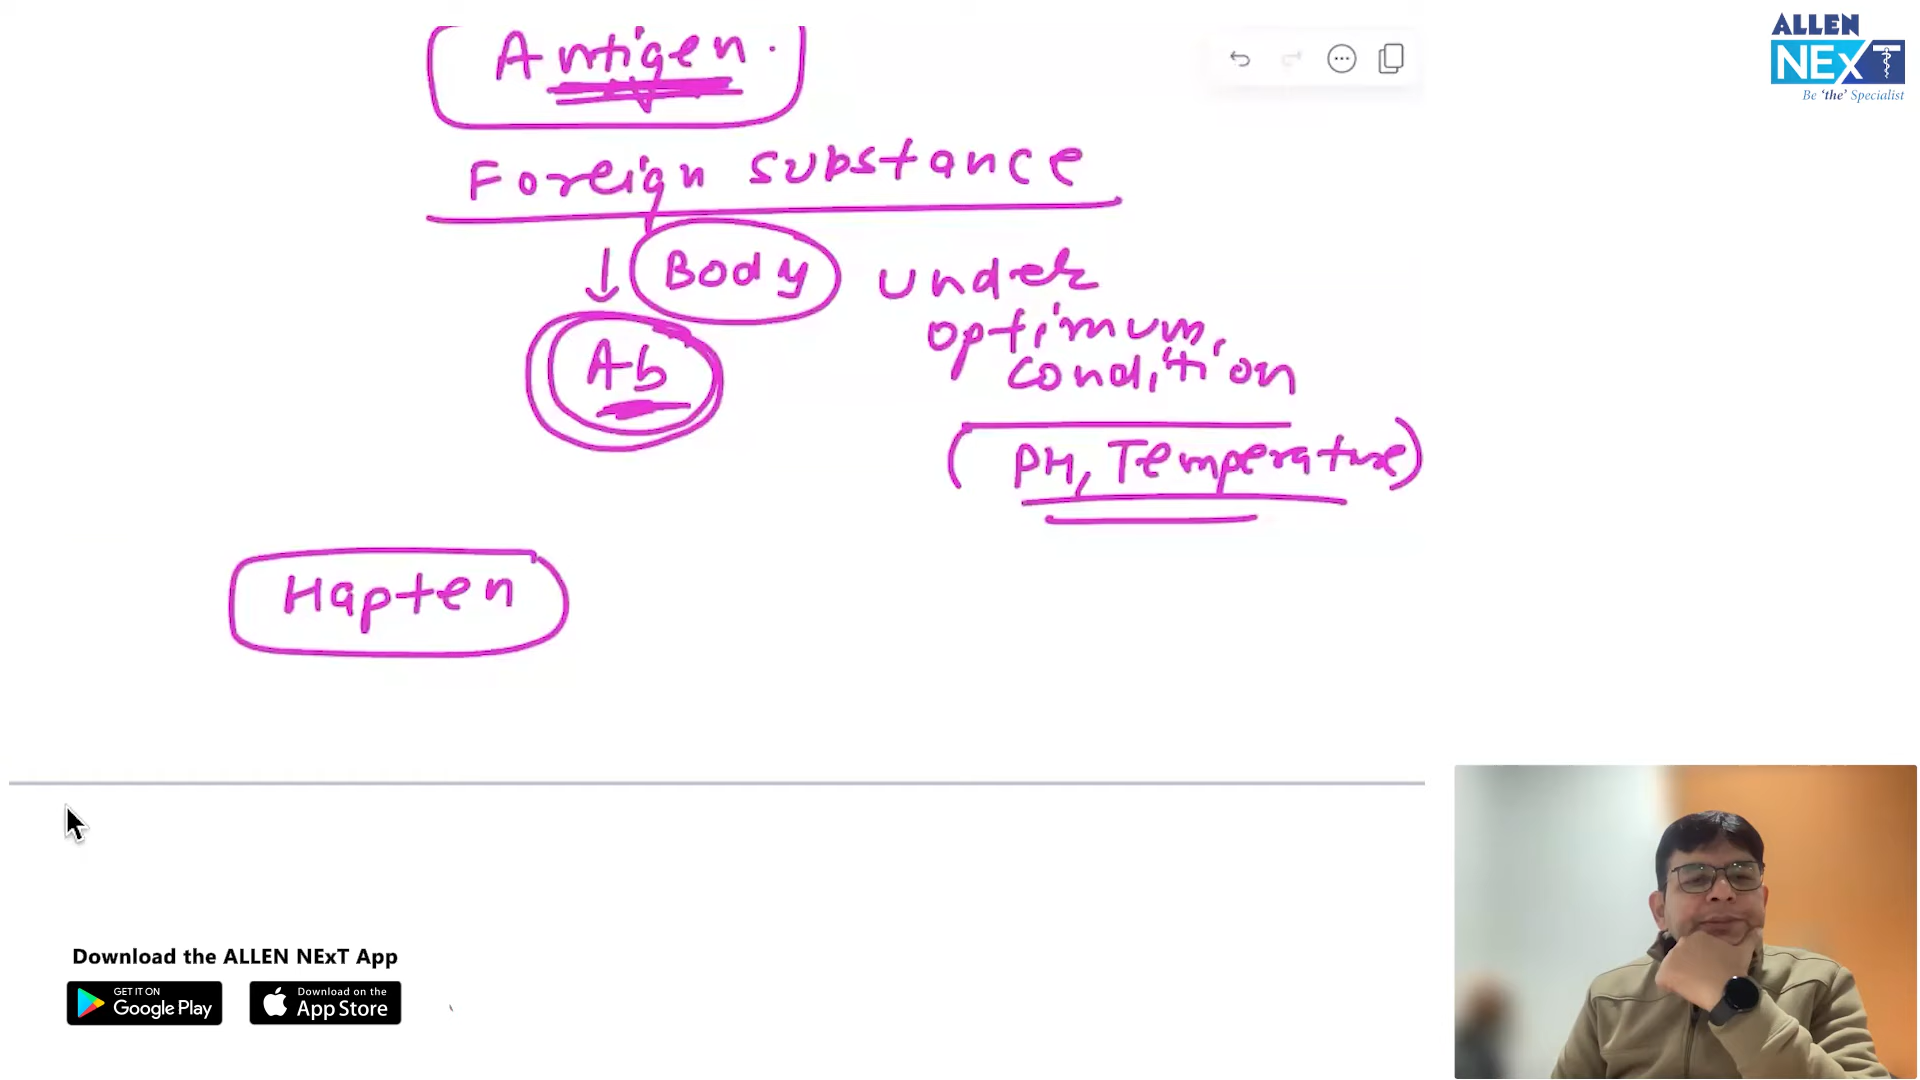 Antigen.
ALLEN
NExT
Be 'the' Specialist
Foreign substance
Body under
optimum
condition
Ab
(PH, Temperature)
Hapten
Download the ALLEN NExT App
GET IT ON
Google Play
Download on the
App Store